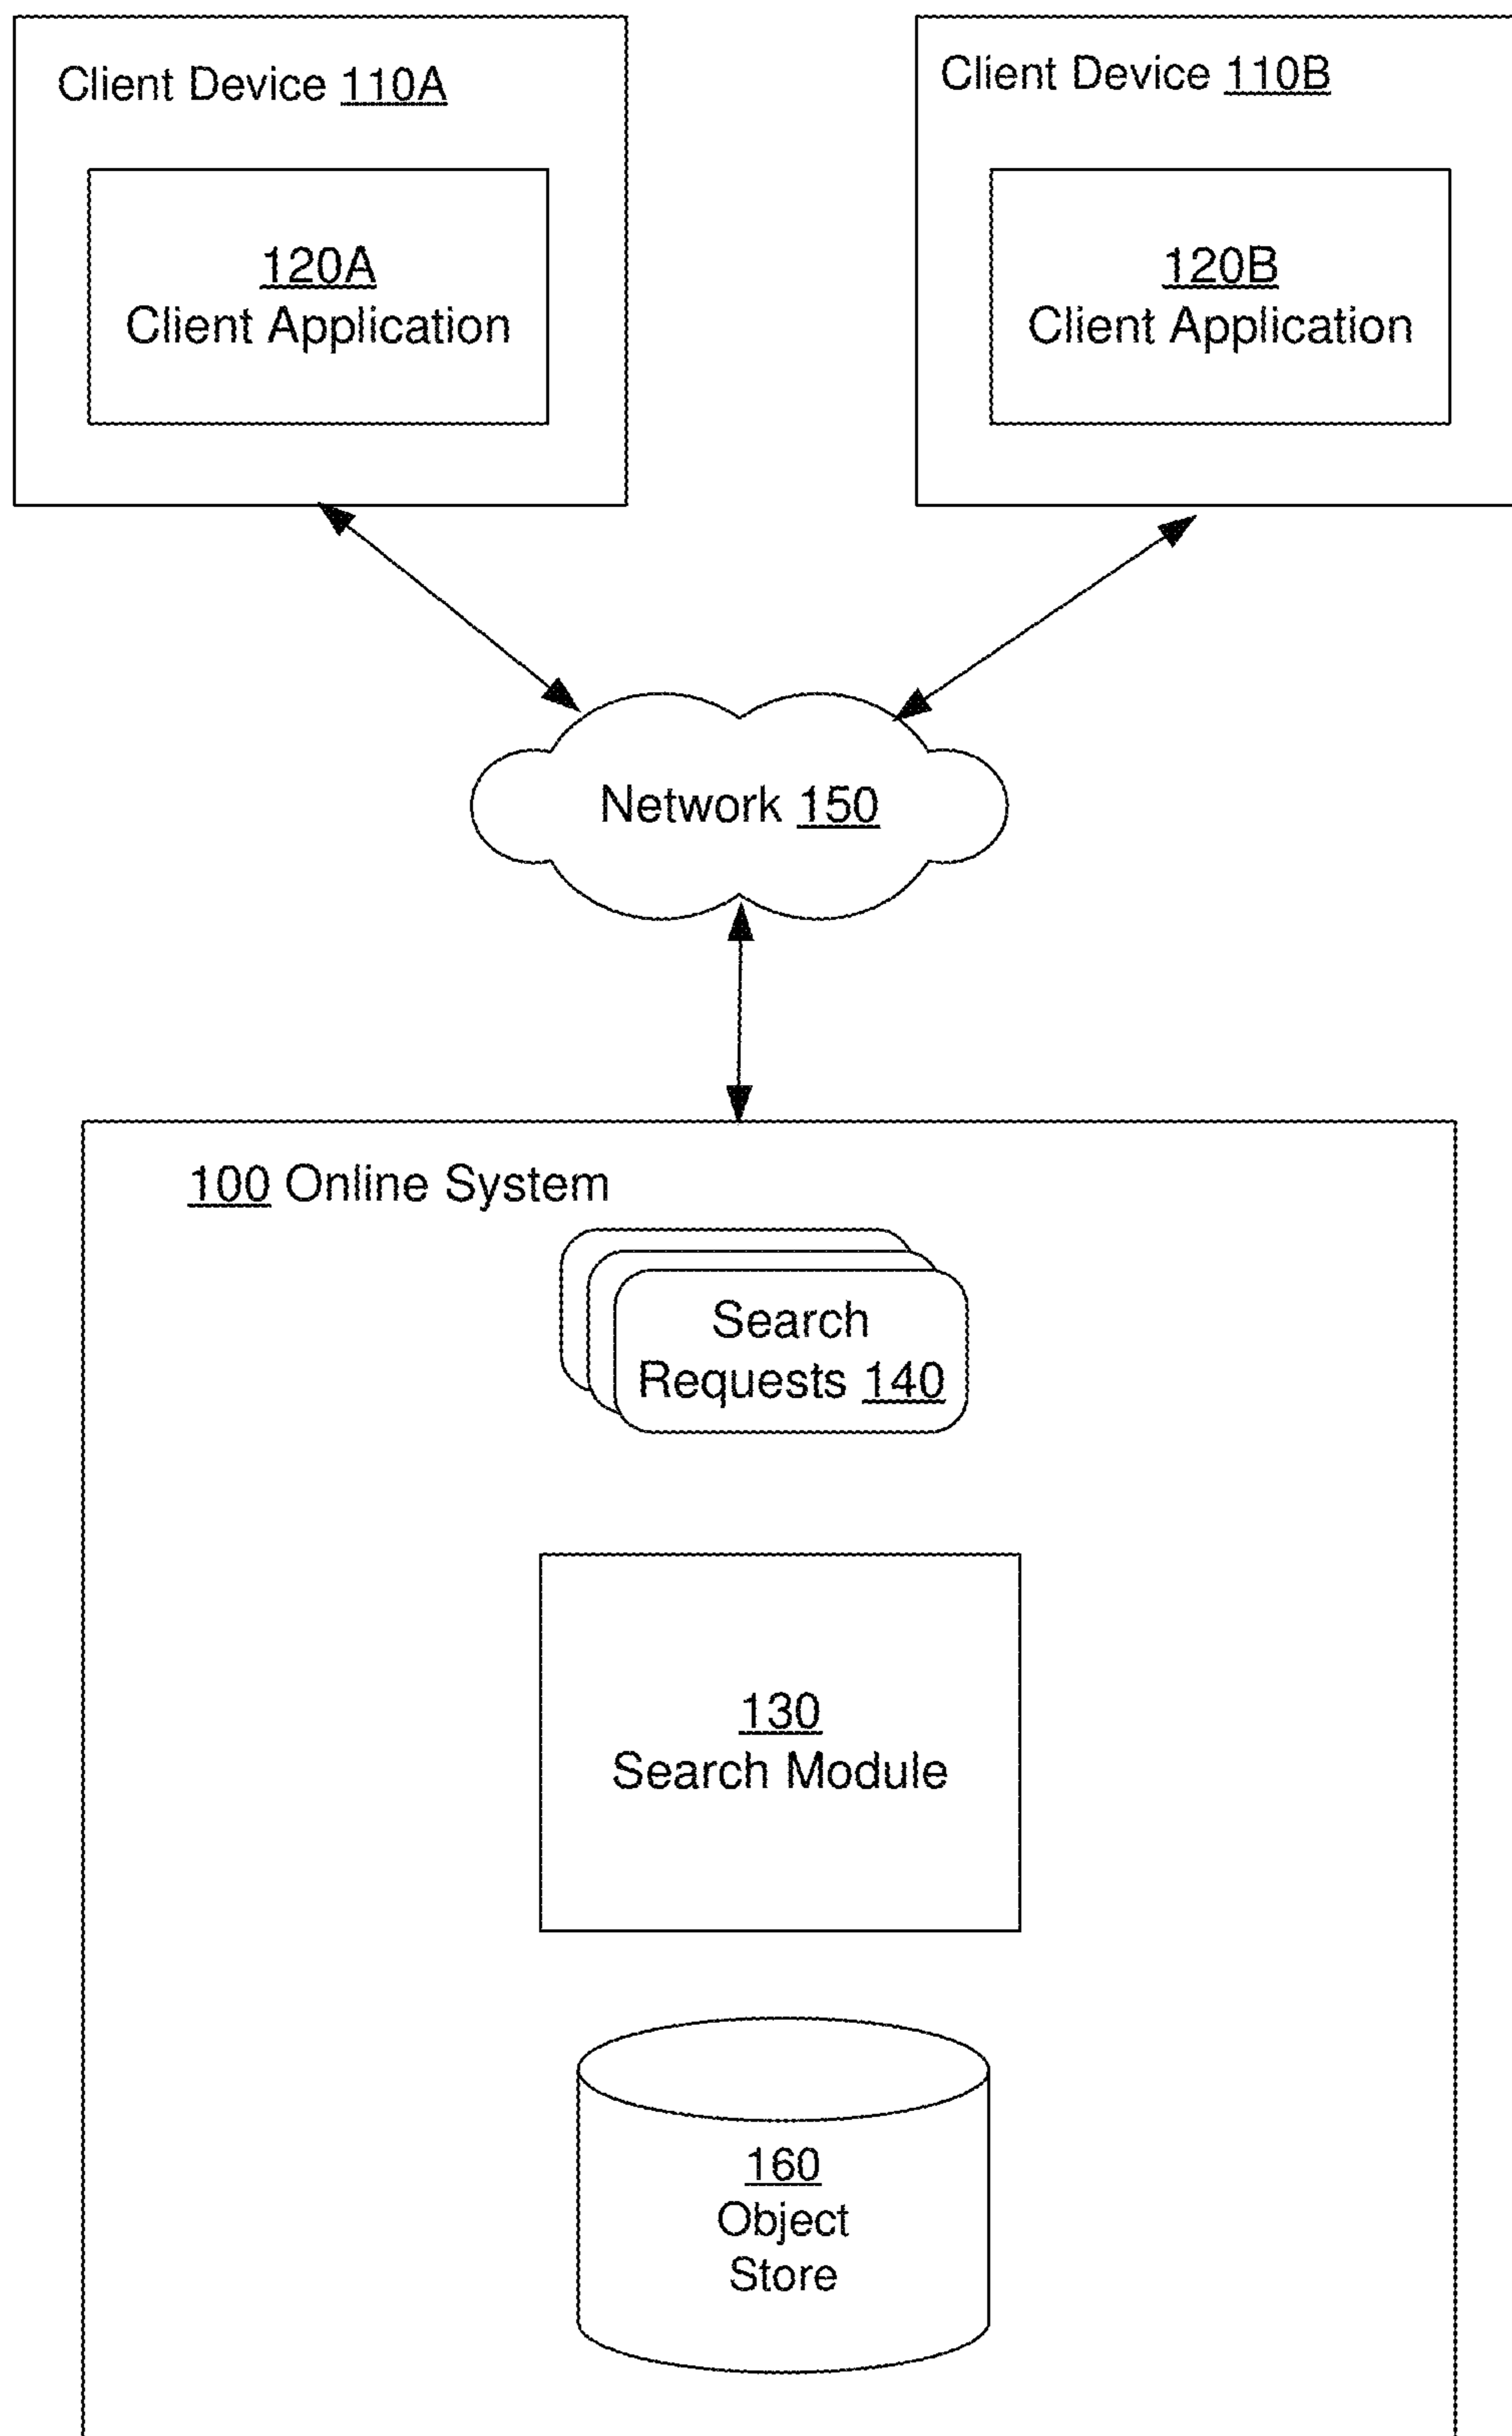 Client Device 110A
Client Device 110B
120A
Client Application
120B
Client Application
Network 150
100 Online System
Search
Requests 140
130
Search Module
160
Object
Store